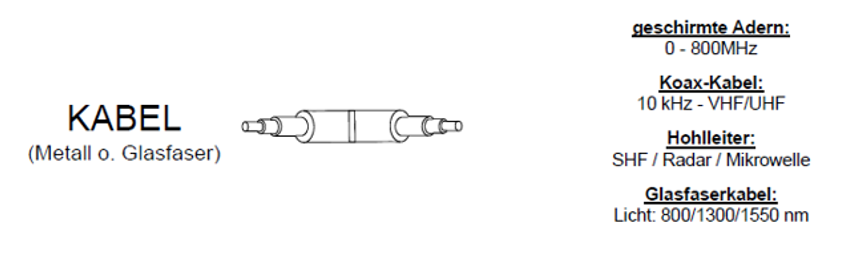 KABEL
(Metall o. Glasfaser)
geschirmte Adern:
0 - 800MHz
Koax-Kabel:
10 kHz - VHF/UHF
Hohlleiter:
SHF / Radar / Mikrowelle
Glasfaserkabel:
Licht: 800/1300/1550 nm